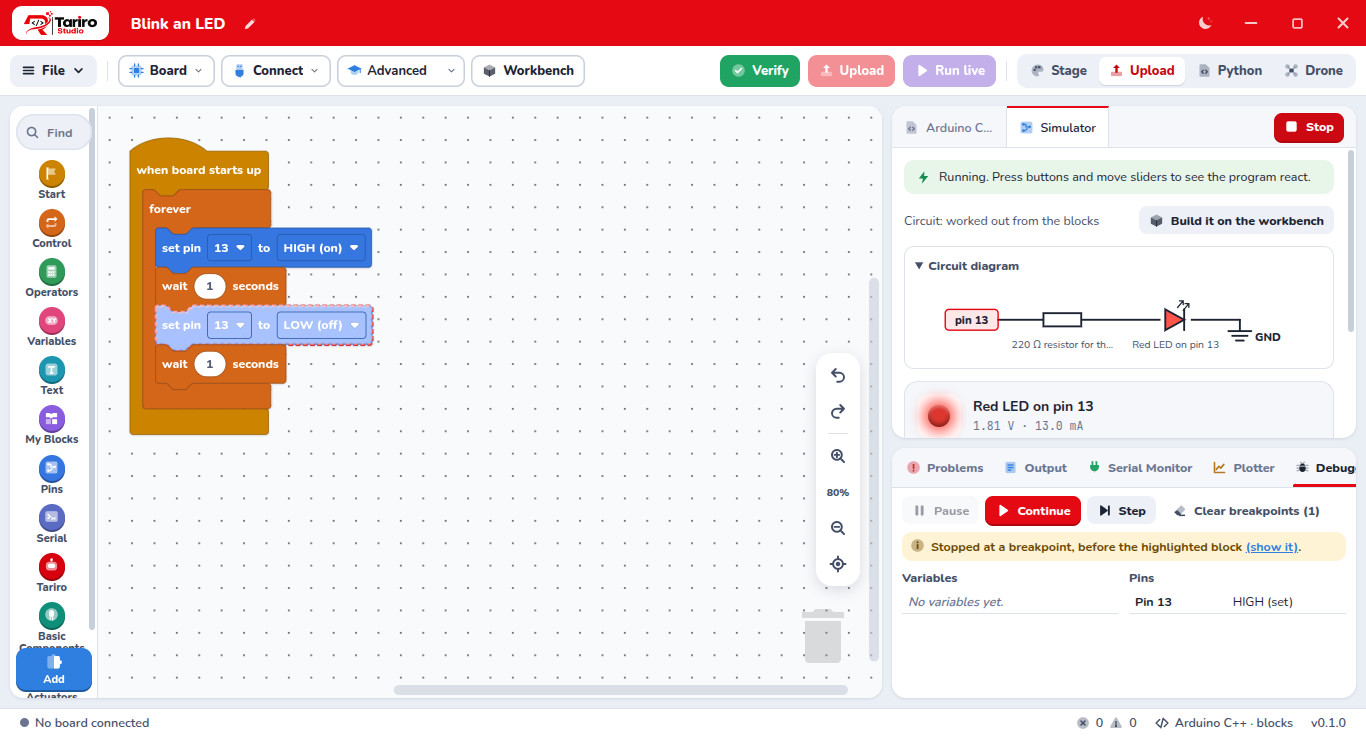 Tariro
Studio
Blink an LED
File
Board
Connect
Advanced
Workbench
Verify
Upload
Run live
Stage
Upload
Python
Drone
Find
Start
Control
Operators
Variables
Text
My Blocks
Pins
Serial
Tariro
Basic
Add
when board starts up
forever
set pin 13 to HIGH (on)
wait 1 seconds
set pin 13 to LOW (off)
wait 1 seconds
80%
Arduino C...
Simulator
Stop
Running. Press buttons and move sliders to see the program react.
Circuit: worked out from the blocks
Build it on the workbench
Circuit diagram
pin 13
220 Ω resistor for th...
Red LED on pin 13
GND
Red LED on pin 13
1.81 V · 13.0 mA
Problems
Output
Serial Monitor
Plotter
Debug
Pause
Continue
Step
Clear breakpoints (1)
Stopped at a breakpoint, before the highlighted block (show it).
Variables
Pins
No variables yet.
Pin 13
HIGH (set)
No board connected
0
0
Arduino C++ · blocks
v0.1.0